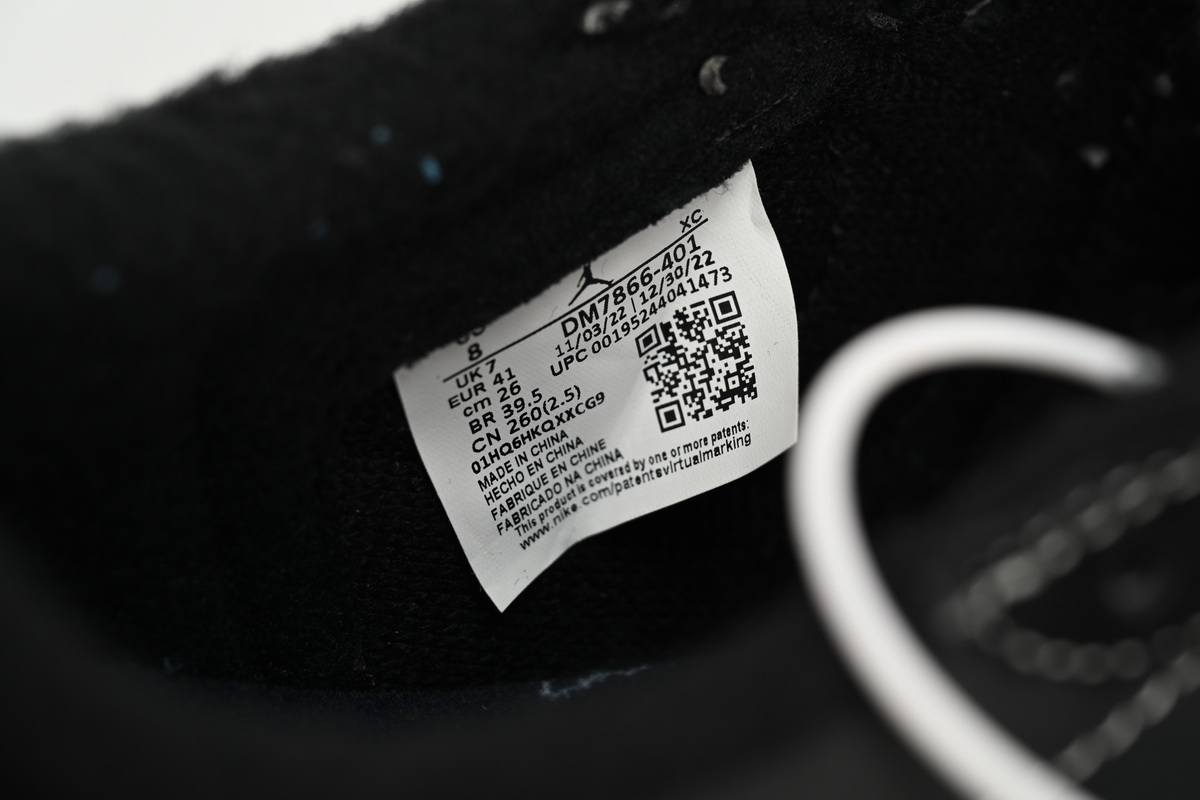 XC
8
UK 7
EUR 41
cm 26
BR 39.5
CN 260(2.5)
01HQ6HKQXXCG9
DM7866-401
11/03/22 | 12/30/22
UPC 00195244041473
MADE IN CHINA
HECHO EN CHINA
FABRIQUE EN CHINE
FABRICADO NA CHINA
This product is covered by one or more patents:
www.nike.com/patentsvirtualmarking